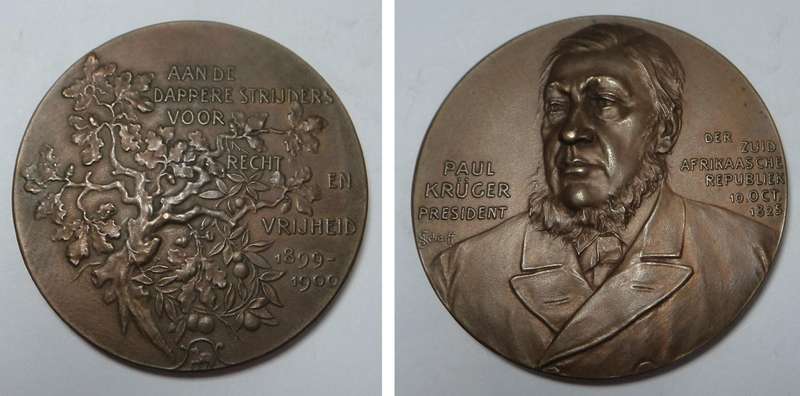 AAN DE
DAPPERE STRIJDERS
VOOR
RECHT
EN
VRIJHEID
1899-
1900
PAUL
KRÜGER
PRESIDENT
DER
ZUID
AFRIKAASCHE
REPUBLIEK
10.OCT.
1825
Scharff